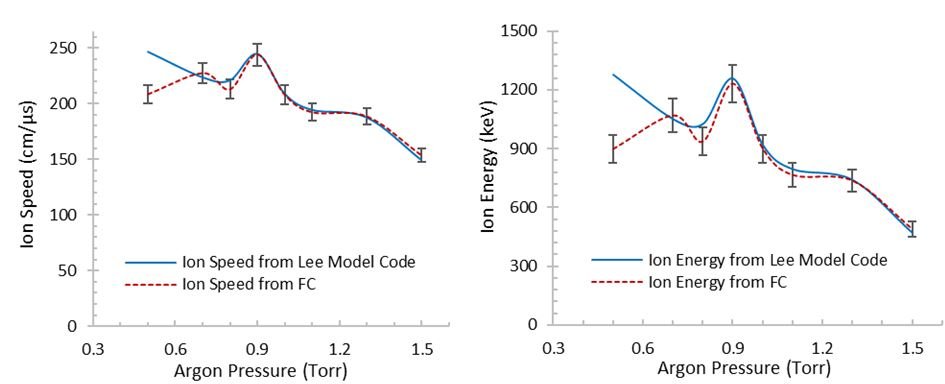 250
200
150
100
50
0
Ion Speed (cm/µs)
Ion Speed from Lee Model Code
Ion Speed from FC
0.3 0.6 0.9 1.2 1.5
Argon Pressure (Torr)
1500
1200
900
600
300
0
Ion Energy (keV)
Ion Energy from Lee Model Code
Ion Energy from FC
0.3 0.6 0.9 1.2 1.5
Argon Pressure (Torr)